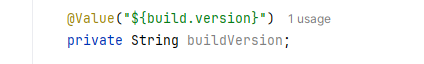 @Value("${build.version}") 1 usage
private String buildVersion;